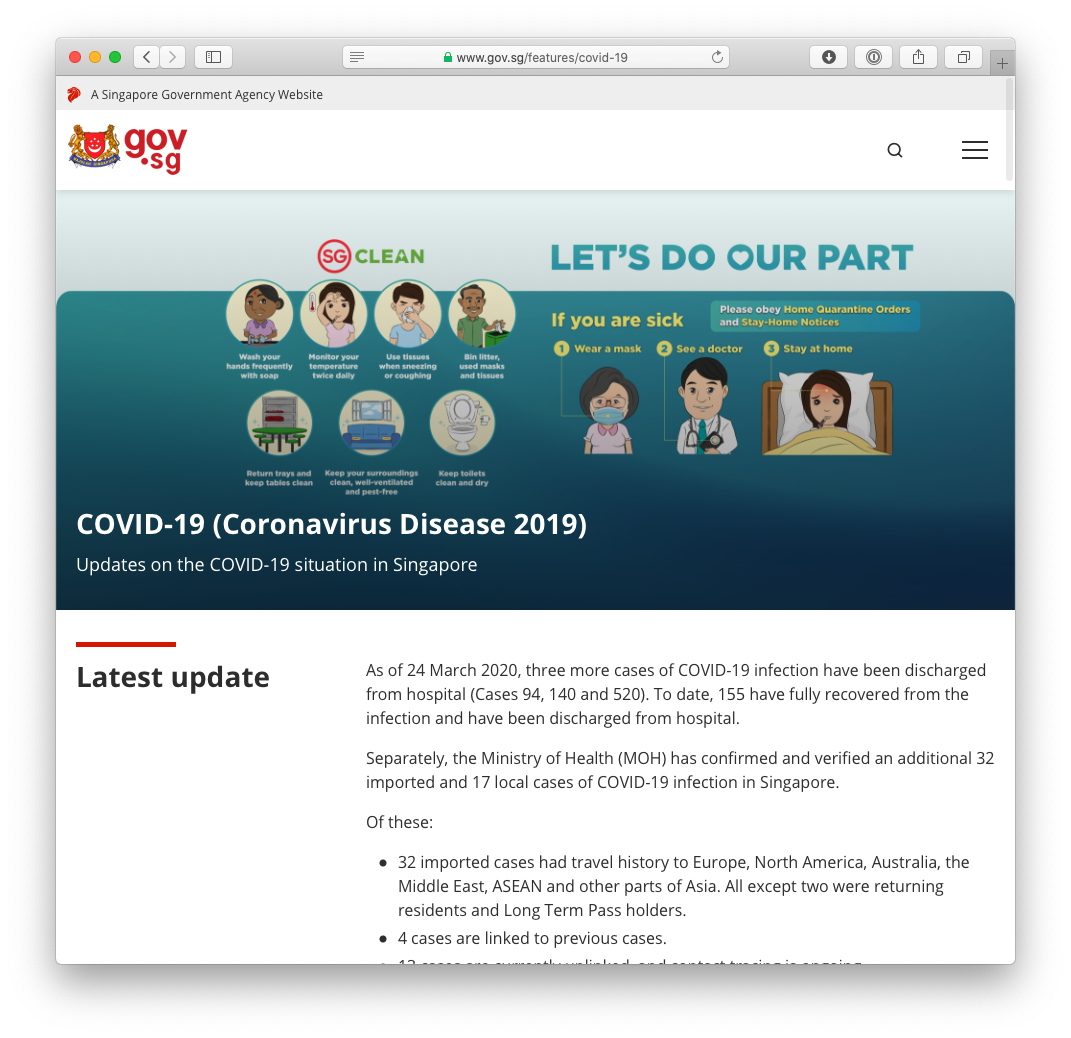 www.gov.sg/features/covid-19
A Singapore Government Agency Website
gov
.sg
SG CLEAN
LET'S DO OUR PART
Please obey Home Quarantine Orders
and Stay-Home Notices
If you are sick
1 Wear a mask 2 See a doctor 3 Stay at home
Wash your
hands frequently
with soap
Monitor your
temperature
twice daily
Use tissues
when sneezing
or coughing
Bin litter,
used masks
and tissues
Return trays and
keep tables clean
Keep your surroundings
clean, well-ventilated
and pest-free
Keep toilets
clean and dry
COVID-19 (Coronavirus Disease 2019)
Updates on the COVID-19 situation in Singapore
Latest update
As of 24 March 2020, three more cases of COVID-19 infection have been discharged
from hospital (Cases 94, 140 and 520). To date, 155 have fully recovered from the
infection and have been discharged from hospital.
Separately, the Ministry of Health (MOH) has confirmed and verified an additional 32
imported and 17 local cases of COVID-19 infection in Singapore.
Of these:
32 imported cases had travel history to Europe, North America, Australia, the
Middle East, ASEAN and other parts of Asia. All except two were returning
residents and Long Term Pass holders.
4 cases are linked to previous cases.
13 cases are currently unlinked, and contact tracing is ongoing.